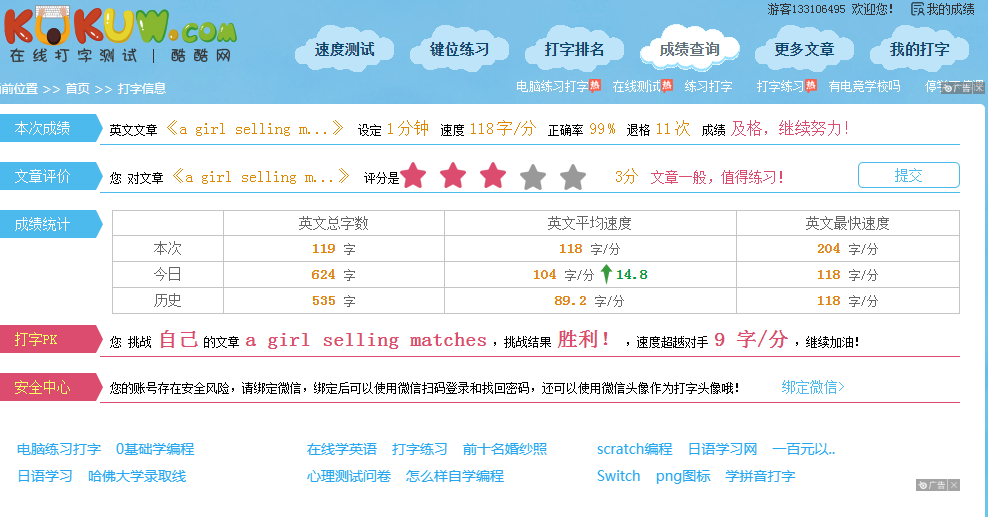 游客133106495 欢迎您！ 我的成绩
KUKUW.com
在线打字测试 | 酷酷网
速度测试 键位练习 打字排名 成绩查询 更多文章 我的打字
电脑练习打字热 在线测试热 练习打字 打字练习热 有电竞学校吗
前位置 >> 首页 >> 打字信息
广告
本次成绩 英文文章 《a girl selling m...》 设定 1分钟 速度 118字/分 正确率 99% 退格 11次 成绩 及格，继续努力！
文章评价 您 对文章 《a girl selling m...》 评分是 3分 文章一般，值得练习！ 提交
成绩统计 英文总字数 英文平均速度 英文最快速度
本次 119 字 118 字/分 204 字/分
今日 624 字 104 字/分 14.8 118 字/分
历史 535 字 89.2 字/分 118 字/分
打字PK 您 挑战 自己 的文章 a girl selling matches ，挑战结果 胜利！ ，速度超越对手 9 字/分 ，继续加油！
安全中心 您的账号存在安全风险，请绑定微信，绑定后可以使用微信扫码登录和找回密码，还可以使用微信头像作为打字头像哦！ 绑定微信>
电脑练习打字 0基础学编程 在线学英语 打字练习 前十名婚纱照 scratch编程 日语学习网 一百元以..
日语学习 哈佛大学录取线 心理测试问卷 怎么样自学编程 Switch png图标 学拼音打字
广告